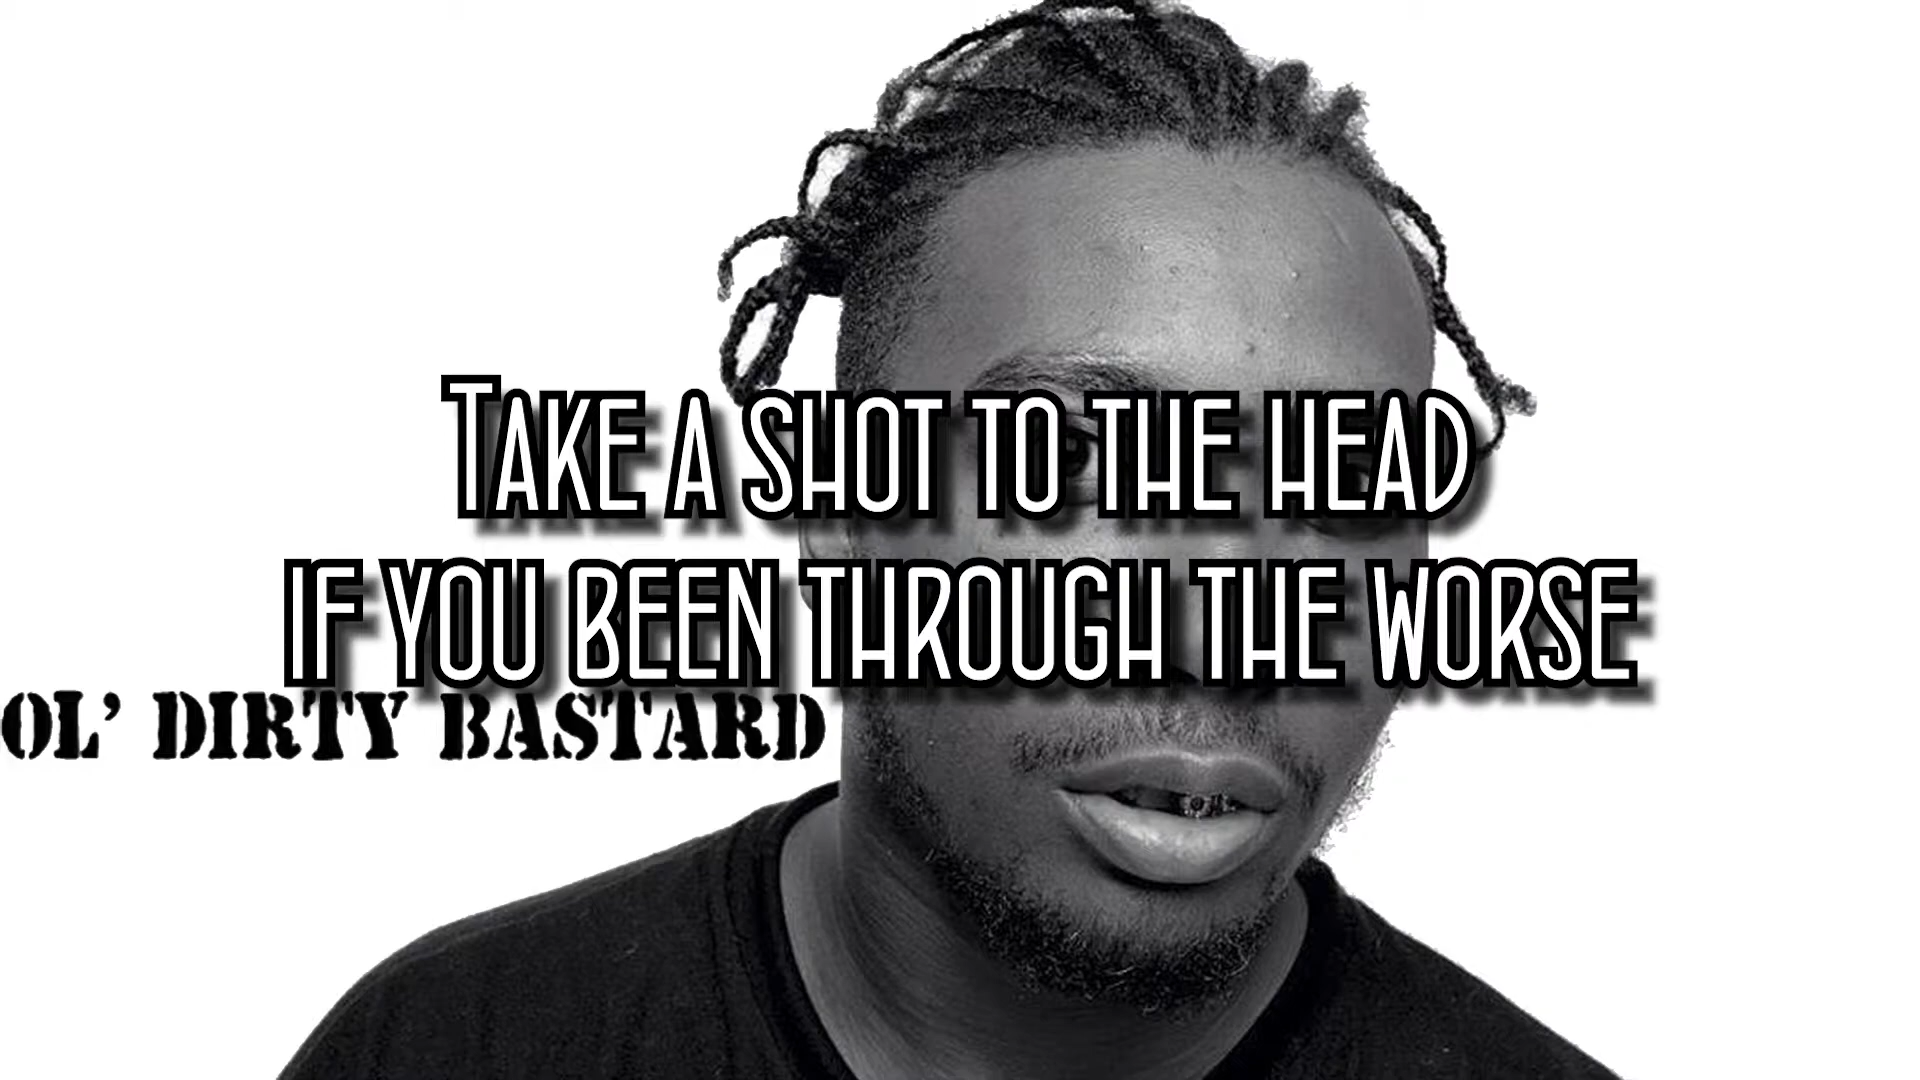 TAKE A SHOT TO THE HEAD
IF YOU BEEN THROUGH THE WORSE
OL' DIRTY BASTARD